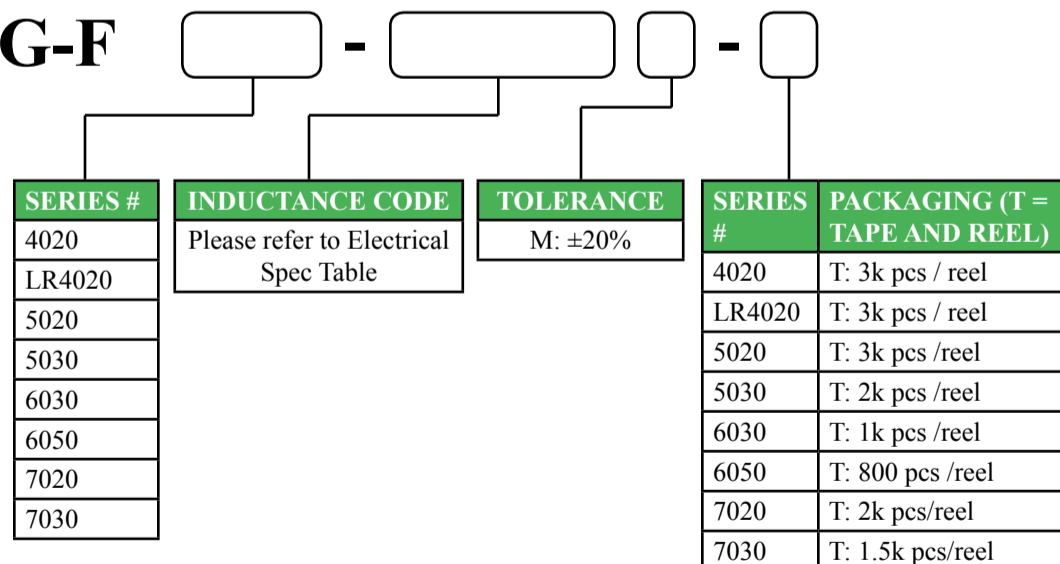 G-F - -
SERIES #
4020
LR4020
5020
5030
6030
6050
7020
7030
INDUCTANCE CODE
Please refer to Electrical
Spec Table
TOLERANCE
M: ±20%
SERIES
#
PACKAGING (T =
TAPE AND REEL)
4020 T: 3k pcs / reel
LR4020 T: 3k pcs / reel
5020 T: 3k pcs /reel
5030 T: 2k pcs /reel
6030 T: 1k pcs /reel
6050 T: 800 pcs /reel
7020 T: 2k pcs/reel
7030 T: 1.5k pcs/reel